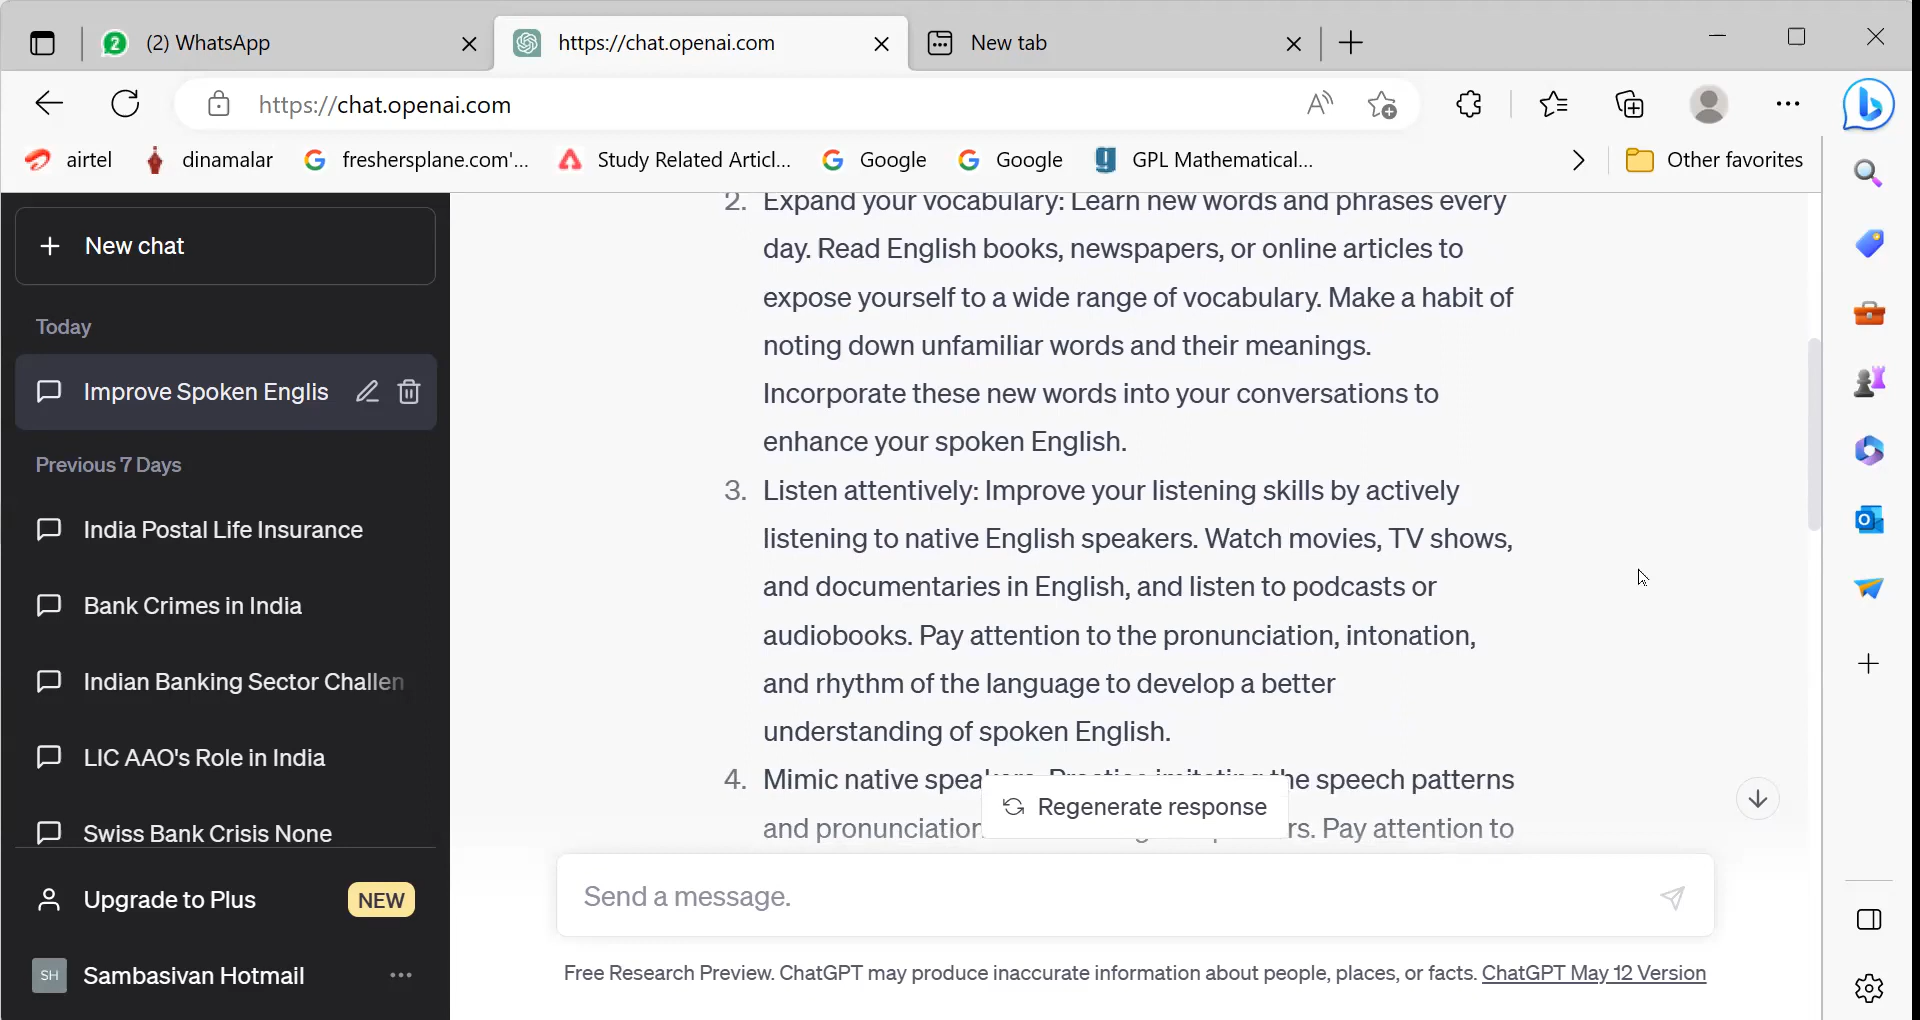 2 (2) WhatsApp
https://chat.openai.com
New tab
https://chat.openai.com
airtel
dinamalar
freshersplane.com'...
Study Related Articl...
Google
Google
GPL Mathematical...
Other favorites
New chat
Today
Improve Spoken Englis
Previous 7 Days
India Postal Life Insurance
Bank Crimes in India
Indian Banking Sector Challen
LIC AAO's Role in India
Swiss Bank Crisis None
Upgrade to Plus NEW
SH Sambasivan Hotmail
2. Expand your vocabulary: Learn new words and phrases every
day. Read English books, newspapers, or online articles to
expose yourself to a wide range of vocabulary. Make a habit of
noting down unfamiliar words and their meanings.
Incorporate these new words into your conversations to
enhance your spoken English.
3. Listen attentively: Improve your listening skills by actively
listening to native English speakers. Watch movies, TV shows,
and documentaries in English, and listen to podcasts or
audiobooks. Pay attention to the pronunciation, intonation,
and rhythm of the language to develop a better
understanding of spoken English.
4. Mimic native speakers: Practice imitating the speech patterns
and pronunciation rs. Pay attention to
Regenerate response
Send a message.
Free Research Preview. ChatGPT may produce inaccurate information about people, places, or facts. ChatGPT May 12 Version